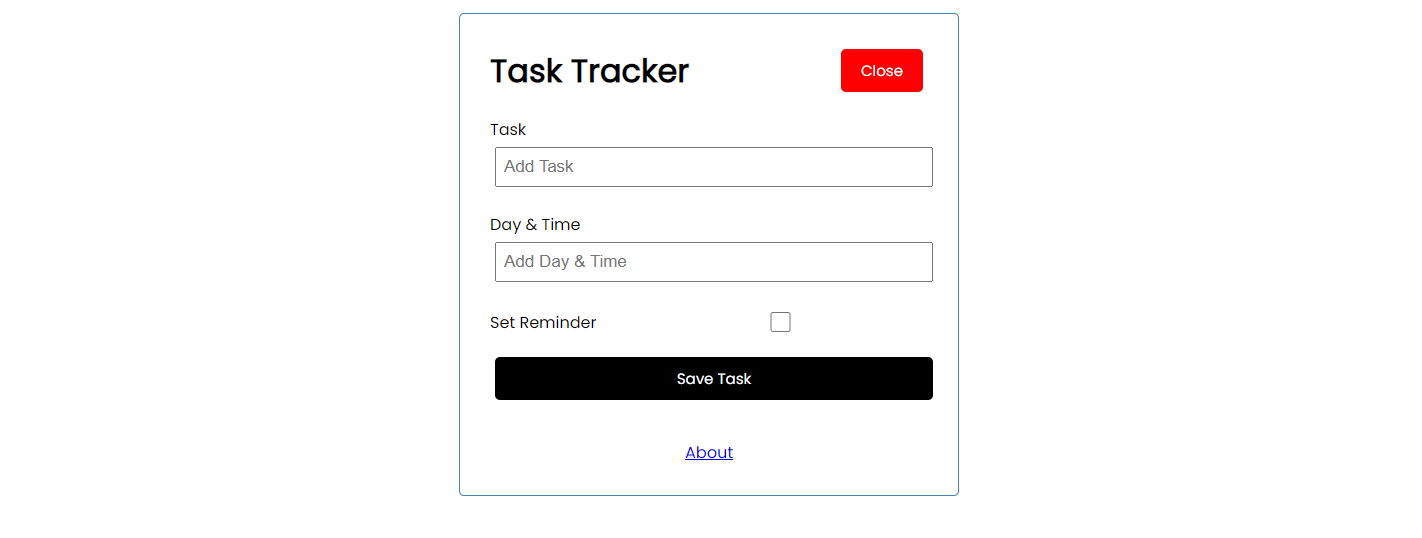 Task Tracker
Close
Task
Add Task
Day & Time
Add Day & Time
Set Reminder
Save Task
About